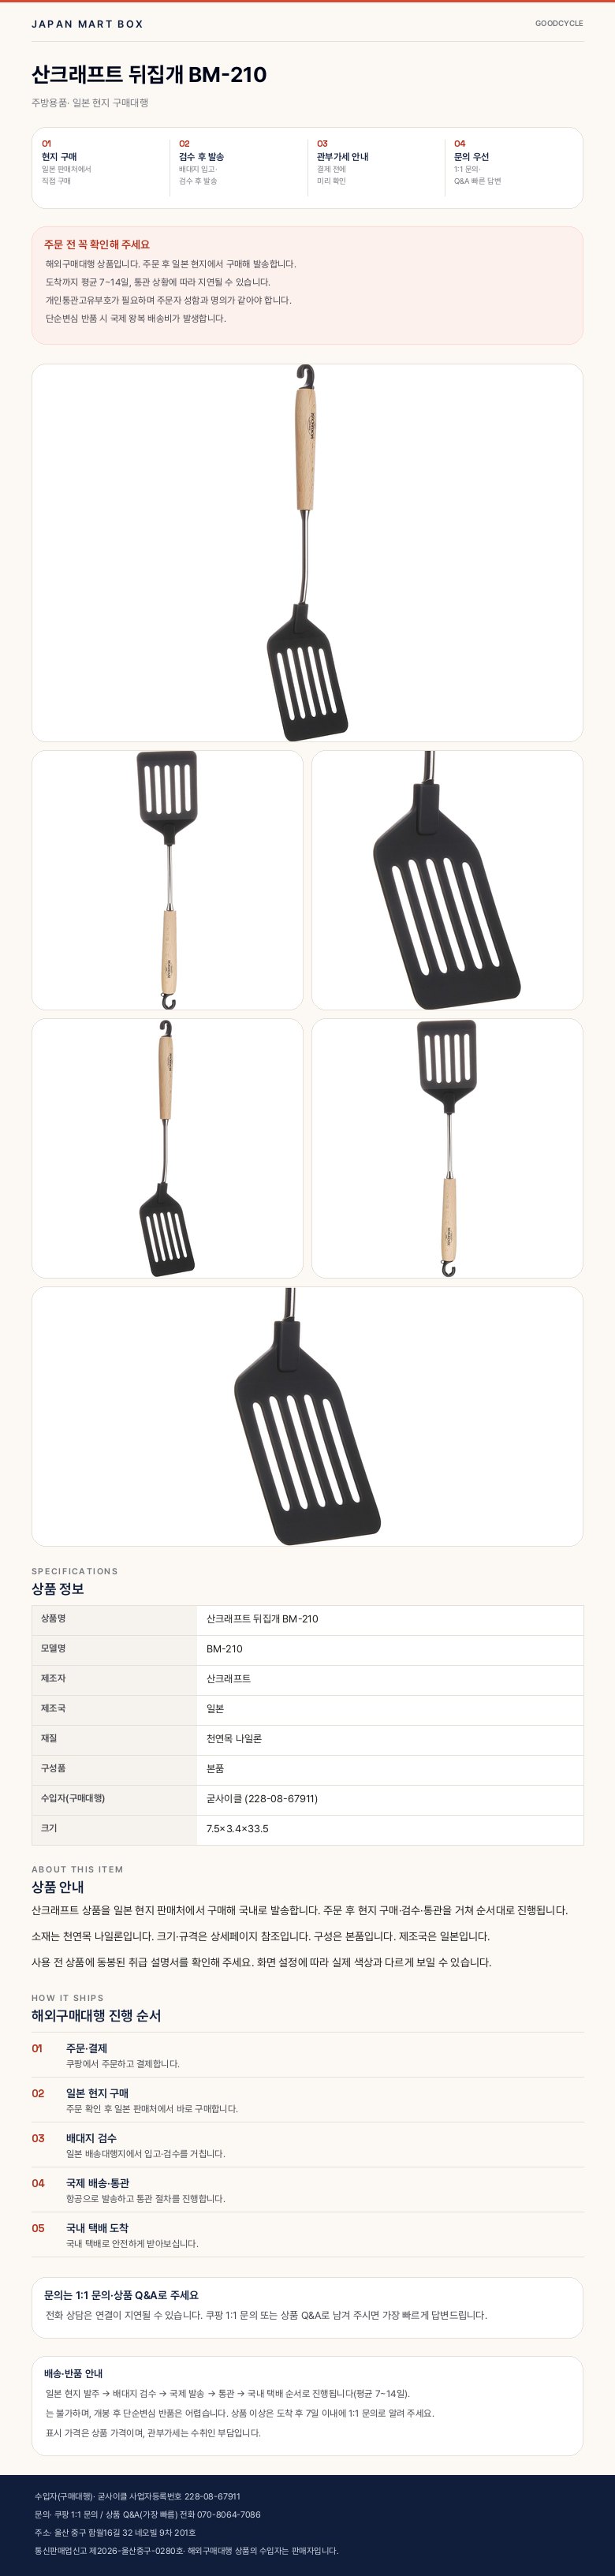 JAPAN MART BOX
GOODCYCLE
산크래프트 뒤집개 BM-210
주방용품· 일본 현지 구매대행
01
현지 구매
일본 판매처에서
직접 구매
02
검수 후 발송
배대지 입고·
검수 후 발송
03
관부가세 안내
결제 전에
미리 확인
04
문의 우선
1:1 문의·
Q&A 빠른 답변
주문 전 꼭 확인해 주세요
해외구매대행 상품입니다. 주문 후 일본 현지에서 구매해 발송합니다.
도착까지 평균 7~14일, 통관 상황에 따라 지연될 수 있습니다.
개인통관고유부호가 필요하며 주문자 성함과 명의가 같아야 합니다.
단순변심 반품 시 국제 왕복 배송비가 발생합니다.
SPECIFICATIONS
상품 정보
상품명 산크래프트 뒤집개 BM-210
모델명 BM-210
제조자 산크래프트
제조국 일본
재질 천연목 나일론
구성품 본품
수입자(구매대행) 굳사이클 (228-08-67911)
크기 7.5×3.4×33.5
ABOUT THIS ITEM
상품 안내
산크래프트 상품을 일본 현지 판매처에서 구매해 국내로 발송합니다. 주문 후 현지 구매·검수·통관을 거쳐 순서대로 진행됩니다.
소재는 천연목 나일론입니다. 크기·규격은 상세페이지 참조입니다. 구성은 본품입니다. 제조국은 일본입니다.
사용 전 상품에 동봉된 취급 설명서를 확인해 주세요. 화면 설정에 따라 실제 색상과 다르게 보일 수 있습니다.
HOW IT SHIPS
해외구매대행 진행 순서
01 주문·결제
쿠팡에서 주문하고 결제합니다.
02 일본 현지 구매
주문 확인 후 일본 판매처에서 바로 구매합니다.
03 배대지 검수
일본 배송대행지에서 입고·검수를 거칩니다.
04 국제 배송·통관
항공으로 발송하고 통관 절차를 진행합니다.
05 국내 택배 도착
국내 택배로 안전하게 받아보십니다.
문의는 1:1 문의·상품 Q&A로 주세요
전화 상담은 연결이 지연될 수 있습니다. 쿠팡 1:1 문의 또는 상품 Q&A로 남겨 주시면 가장 빠르게 답변드립니다.
배송·반품 안내
일본 현지 발주 → 배대지 검수 → 국제 발송 → 통관 → 국내 택배 순서로 진행됩니다(평균 7~14일).
는 불가하며, 개봉 후 단순변심 반품은 어렵습니다. 상품 이상은 도착 후 7일 이내에 1:1 문의로 알려 주세요.
표시 가격은 상품 가격이며, 관부가세는 수취인 부담입니다.
수입자(구매대행)· 굳사이클 사업자등록번호 228-08-67911
문의· 쿠팡 1:1 문의 / 상품 Q&A(가장 빠름) 전화 070-8064-7086
주소· 울산 중구 함월16길 32 네오빌 9차 201호
통신판매업신고 제2026-울산중구-0280호· 해외구매대행 상품의 수입자는 판매자입니다.